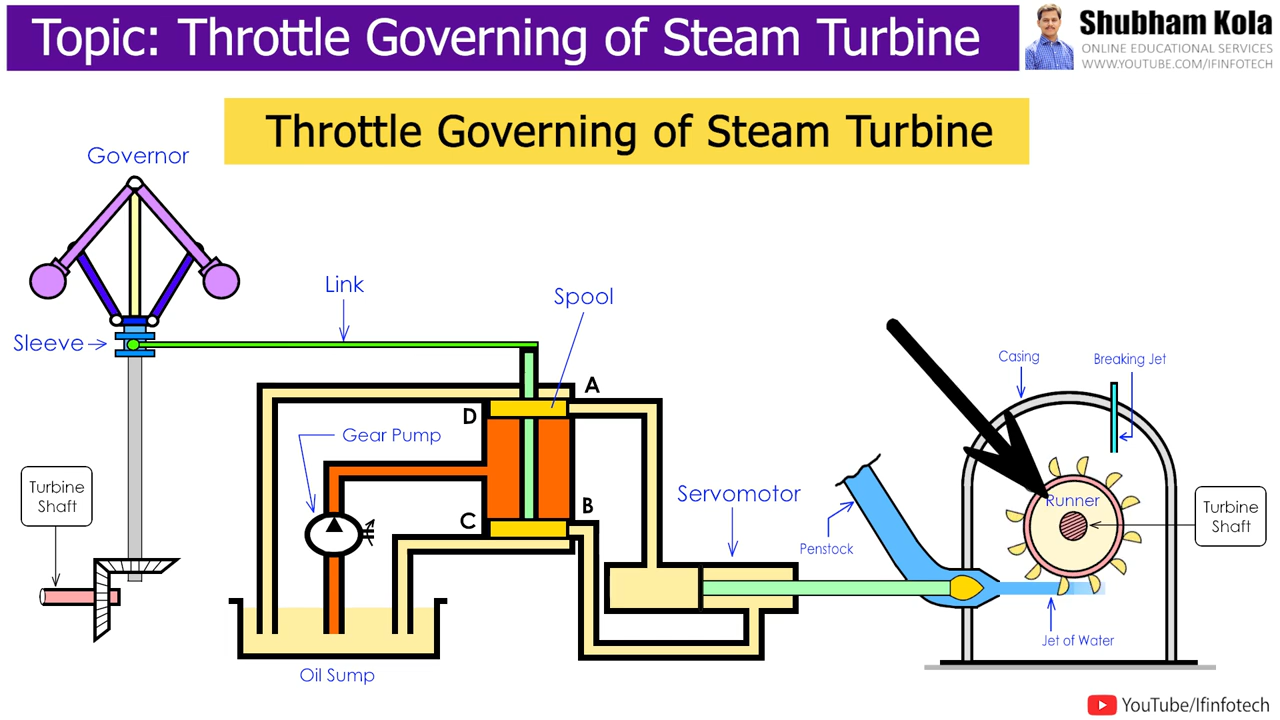 Topic: Throttle Governing of Steam Turbine
Shubham Kola
ONLINE EDUCATIONAL SERVICES
WWW.YOUTUBE.COM/IFINFOTECH
Throttle Governing of Steam Turbine
Governor
Link
Spool
Sleeve
Casing
Breaking Jet
A
D
Gear Pump
Turbine
Shaft
Servomotor
C
B
Runner
Turbine
Shaft
Penstock
Jet of Water
Oil Sump
YouTube/Ifinfotech